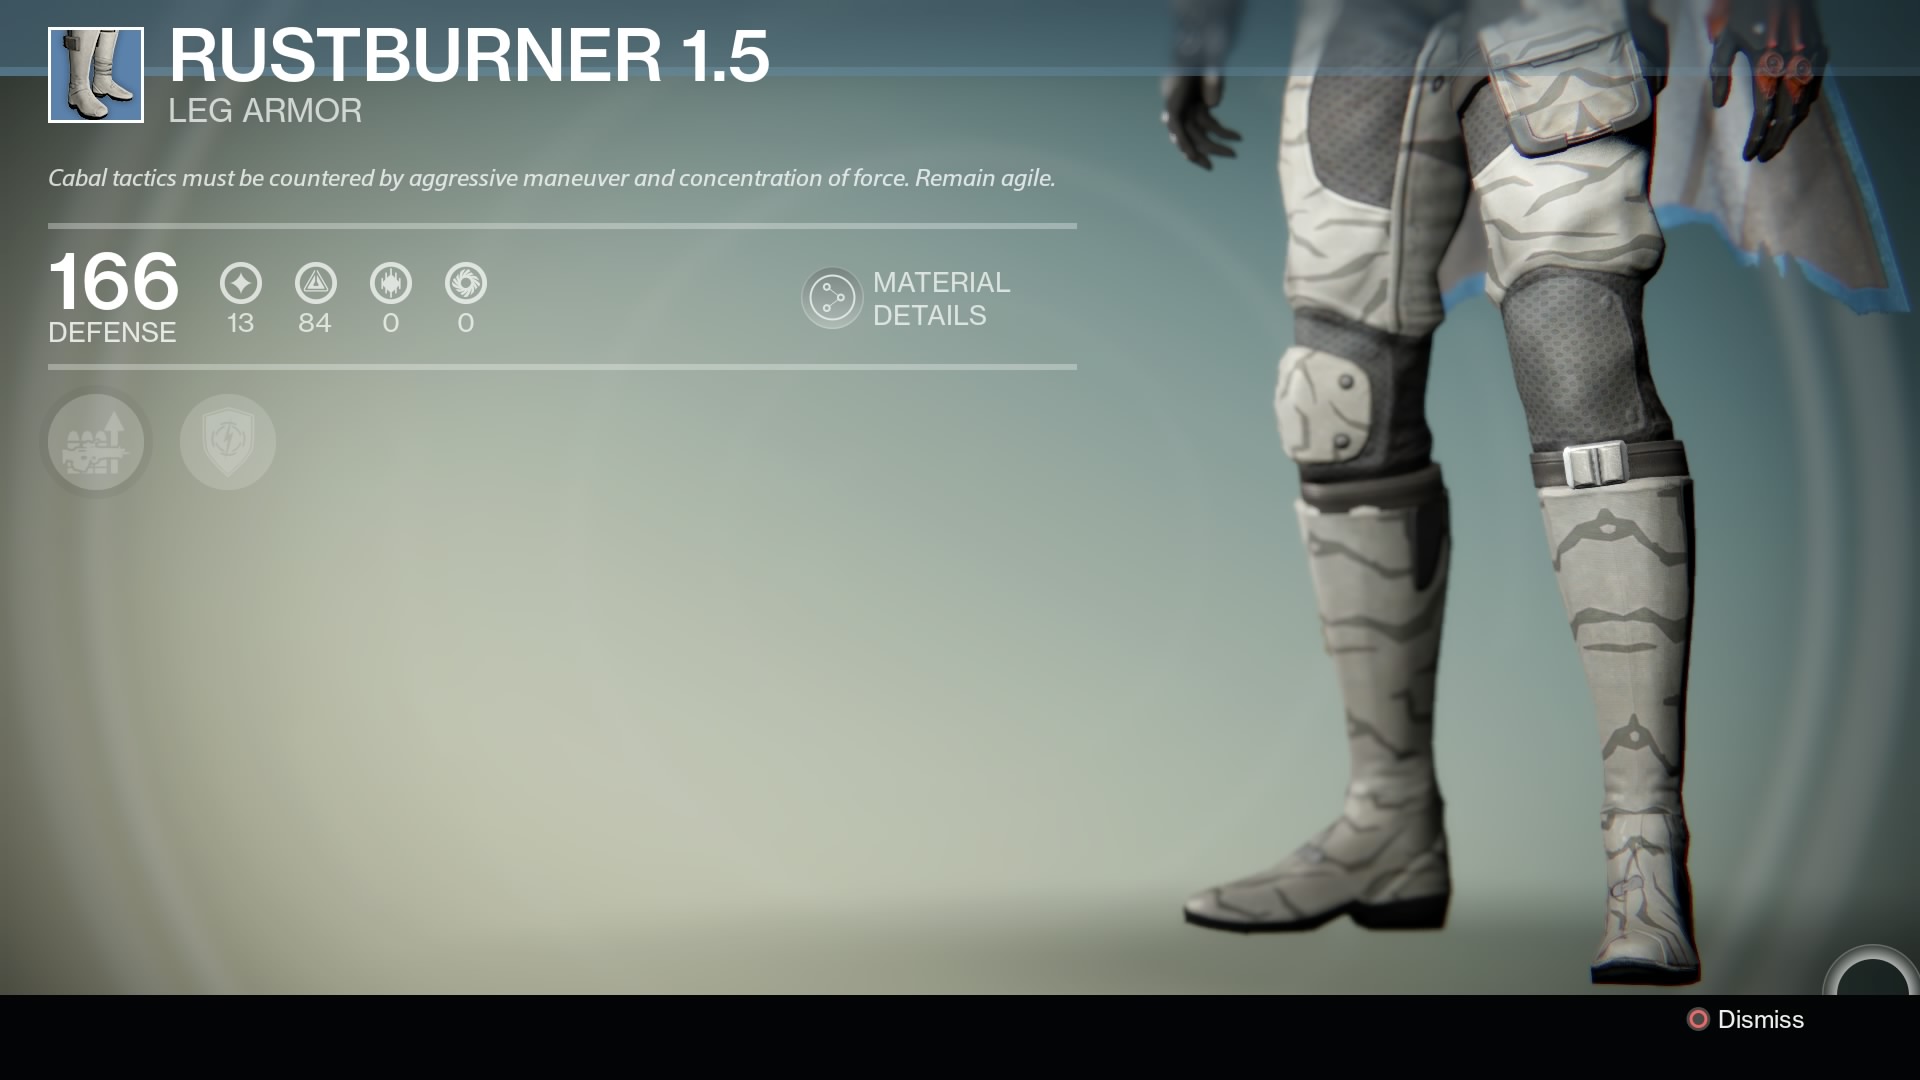 RUSTBURNER 1.5
LEG ARMOR
Cabal tactics must be countered by aggressive maneuver and concentration of force. Remain agile.
166
DEFENSE
13
84
0
0
MATERIAL
DETAILS
Dismiss